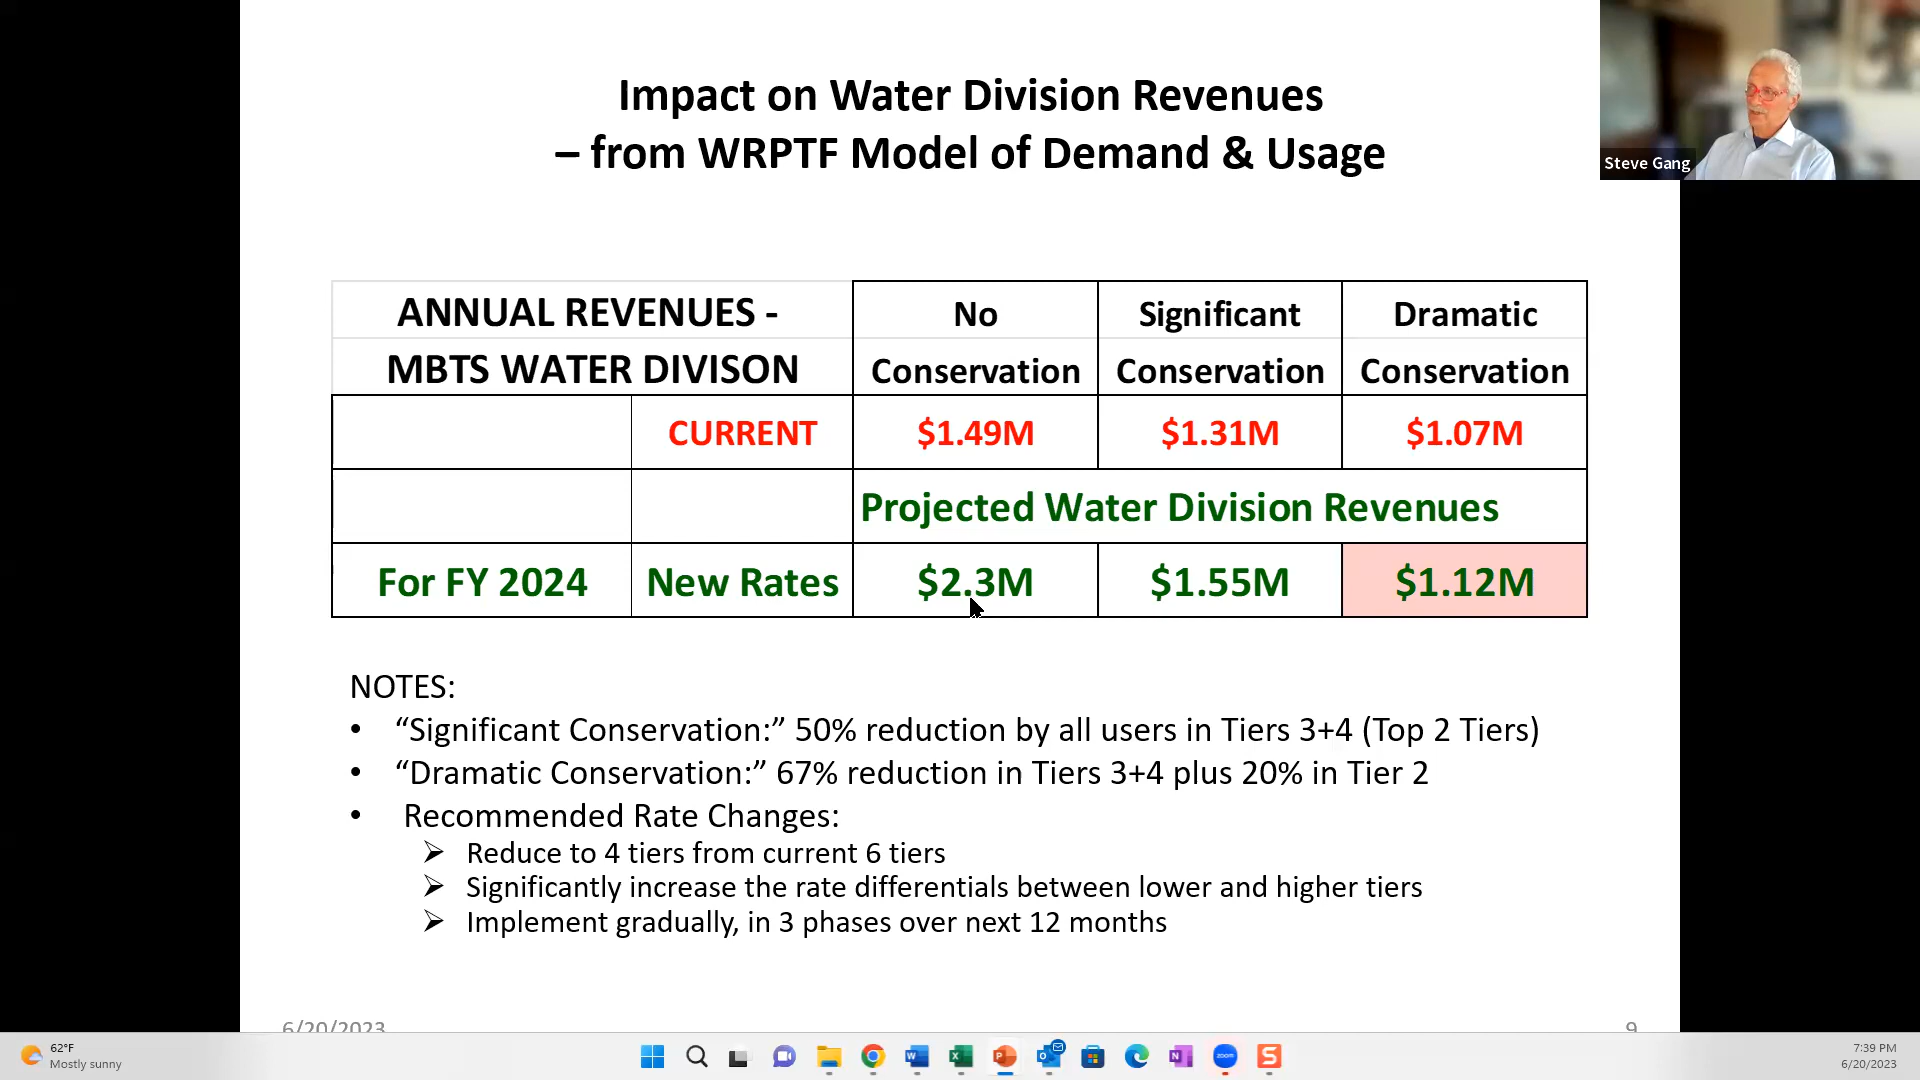 Impact on Water Division Revenues
– from WRPTF Model of Demand & Usage
Steve Gang
ANNUAL REVENUES - No Significant Dramatic
MBTS WATER DIVISON Conservation Conservation Conservation
CURRENT $1.49M $1.31M $1.07M
Projected Water Division Revenues
For FY 2024 New Rates $2.3M $1.55M $1.12M
NOTES:
• “Significant Conservation:” 50% reduction by all users in Tiers 3+4 (Top 2 Tiers)
• “Dramatic Conservation:” 67% reduction in Tiers 3+4 plus 20% in Tier 2
• Recommended Rate Changes:
➢ Reduce to 4 tiers from current 6 tiers
➢ Significantly increase the rate differentials between lower and higher tiers
➢ Implement gradually, in 3 phases over next 12 months
6/20/2023 9
62°F
Mostly sunny
zoom
7:39 PM
6/20/2023